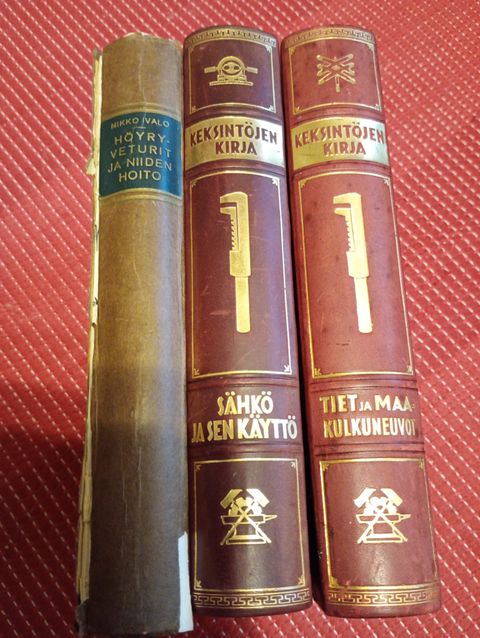 MIKKO IVALO
HÖYRY-
VETURIT
JA NIIDEN
HOITO
KEKSINTÖJEN
KIRJA
SÄHKÖ
JA SEN KÄYTTÖ
KEKSINTÖJEN
KIRJA
TIET JA MAA-
KULKUNEUVOT